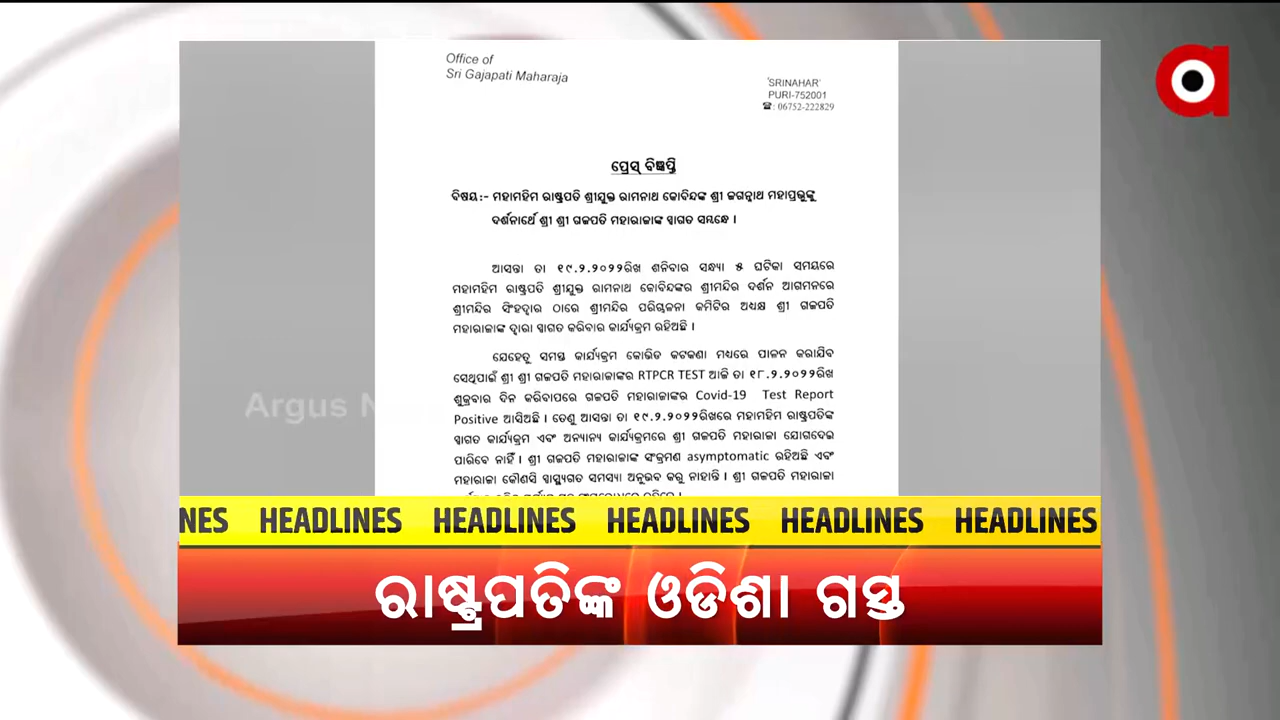 Office of
Sri Gajapati Maharaja
'SRINAHAR'
PURI-752001
☎: 06752-222829
ପ୍ରେସ୍ ବିଜ୍ଞପ୍ତି
ବିଷୟ:- ମହାମହିମ ରାଷ୍ଟ୍ରପତି ଶ୍ରୀଯୁକ୍ତ ରାମନାଥ କୋବିନ୍ଦଙ୍କ ଶ୍ରୀ ଜଗନ୍ନାଥ ମହାପ୍ରଭୁଙ୍କୁ
ଦର୍ଶନାର୍ଥେ ଶ୍ରୀ ଶ୍ରୀ ଗଜପତି ମହାରାଜାଙ୍କ ସ୍ୱାଗତ ସମ୍ବନ୍ଧେ ।
ଆସନ୍ତା ତା ୧୯.୨.୨୦୨୨ରିଖ ଶନିବାର ସନ୍ଧ୍ୟା ୫ ଘଟିକା ସମୟରେ
ମହାମହିମ ରାଷ୍ଟ୍ରପତି ଶ୍ରୀଯୁକ୍ତ ରାମନାଥ କୋବିନ୍ଦଙ୍କର ଶ୍ରୀମନ୍ଦିର ଦର୍ଶନ ଆଗମନରେ
ଶ୍ରୀମନ୍ଦିର ସିଂହଦ୍ୱାର ଠାରେ ଶ୍ରୀମନ୍ଦିର ପରିଚାଳନା କମିଟିର ଅଧ୍ୟକ୍ଷ ଶ୍ରୀ ଗଜପତି
ମହାରାଜାଙ୍କ ଦ୍ୱାରା ସ୍ୱାଗତ କରିବାର କାର୍ଯ୍ୟକ୍ରମ ରହିଅଛି ।
ଯେହେତୁ ସମସ୍ତ କାର୍ଯ୍ୟକ୍ରମ କୋଭିଡ କଟକଣା ମଧ୍ୟରେ ପାଳନ କରାଯିବ
ସେଥିପାଇଁ ଶ୍ରୀ ଶ୍ରୀ ଗଜପତି ମହାରାଜାଙ୍କର RTPCR TEST ଆଜି ତା ୧୮.୨.୨୦୨୨ରିଖ
ଶୁକ୍ରବାର ଦିନ କରିବାପରେ ଗଜପତି ମହାରାଜାଙ୍କର Covid-19 Test Report
Positive ଆସିଅଛି । ତେଣୁ ଆସନ୍ତା ତା ୧୯.୨.୨୦୨୨ରିଖରେ ମହାମହିମ ରାଷ୍ଟ୍ରପତିଙ୍କ
ସ୍ୱାଗତ କାର୍ଯ୍ୟକ୍ରମ ଏବଂ ଅନ୍ୟାନ୍ୟ କାର୍ଯ୍ୟକ୍ରମରେ ଶ୍ରୀ ଗଜପତି ମହାରାଜା ଯୋଗଦେଇ
ପାରିବେ ନାହିଁ । ଶ୍ରୀ ଗଜପତି ମହାରାଜାଙ୍କ ସଂକ୍ରମଣ asymptomatic ରହିଅଛି ଏବଂ
ମହାରାଜା କୌଣସି ସ୍ୱାସ୍ଥ୍ୟଗତ ସମସ୍ୟା ଅନୁଭବ କରୁ ନାହାନ୍ତି । ଶ୍ରୀ ଗଜପତି ମହାରାଜା
Argus
NES HEADLINES HEADLINES HEADLINES HEADLINES HEADLINES
ରାଷ୍ଟ୍ରପତିଙ୍କ ଓଡିଶା ଗସ୍ତ